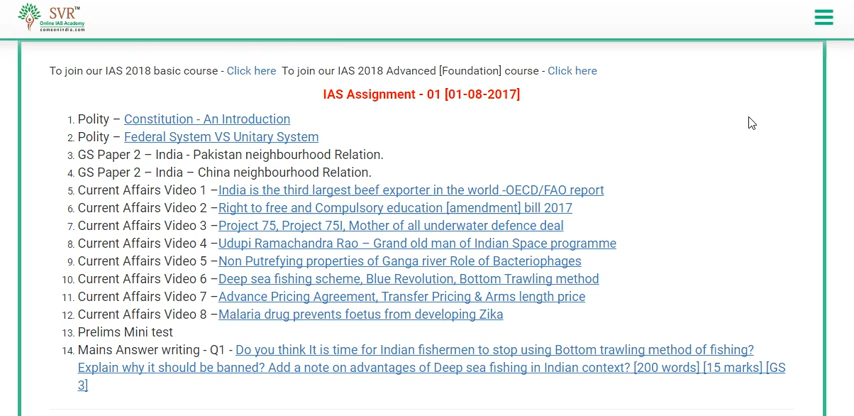 SVR™
Online IAS Academy
someontrdio.com
To join our IAS 2018 basic course - Click here To join our IAS 2018 Advanced [Foundation] course - Click here
IAS Assignment - 01 [01-08-2017]
1. Polity – Constitution - An Introduction
2. Polity – Federal System VS Unitary System
3. GS Paper 2 – India - Pakistan neighbourhood Relation.
4. GS Paper 2 – India – China neighbourhood Relation.
5. Current Affairs Video 1 –India is the third largest beef exporter in the world -OECD/FAO report
6. Current Affairs Video 2 –Right to free and Compulsory education [amendment] bill 2017
7. Current Affairs Video 3 –Project 75, Project 75I, Mother of all underwater defence deal
8. Current Affairs Video 4 –Udupi Ramachandra Rao – Grand old man of Indian Space programme
9. Current Affairs Video 5 –Non Putrefying properties of Ganga river Role of Bacteriophages
10. Current Affairs Video 6 –Deep sea fishing scheme, Blue Revolution, Bottom Trawling method
11. Current Affairs Video 7 –Advance Pricing Agreement, Transfer Pricing & Arms length price
12. Current Affairs Video 8 –Malaria drug prevents foetus from developing Zika
13. Prelims Mini test
14. Mains Answer writing - Q1 - Do you think It is time for Indian fishermen to stop using Bottom trawling method of fishing?
Explain why it should be banned? Add a note on advantages of Deep sea fishing in Indian context? [200 words] [15 marks] [GS
3]